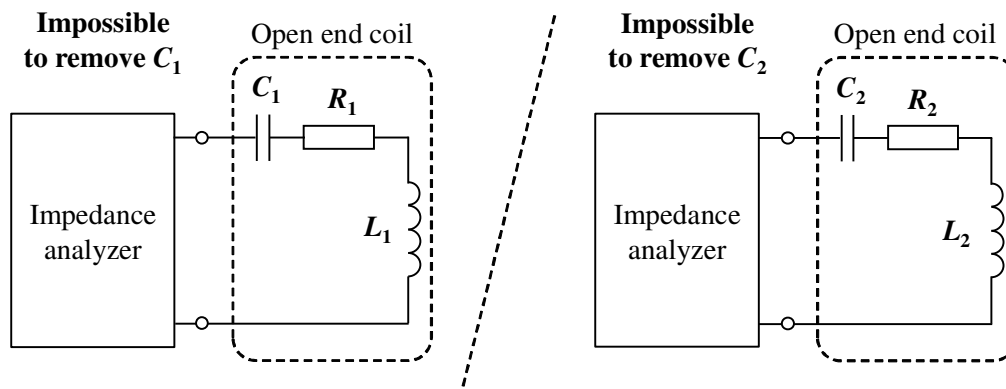 Impossible
to remove C1
Open end coil
C1
R1
L1
Impedance
analyzer
Impossible
to remove C2
Open end coil
C2
R2
L2
Impedance
analyzer